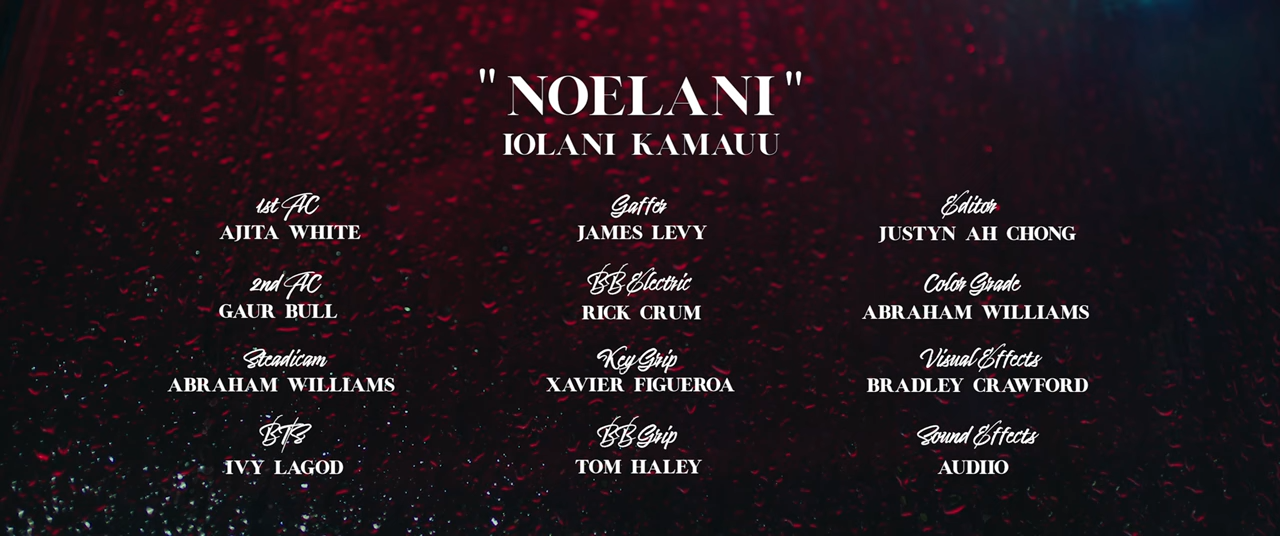 "NOELANI"
IOLANI KAMAUU
1st AC
AJITA WHITE
2nd AC
GAUR BULL
Steadicam
ABRAHAM WILLIAMS
BTS
IVY LAGOD
Gaffer
JAMES LEVY
BB Electric
RICK CRUM
Key Grip
XAVIER FIGUEROA
BB Grip
TOM HALEY
Editor
JUSTYN AH CHONG
Color Grade
ABRAHAM WILLIAMS
Visual Effects
BRADLEY CRAWFORD
Sound Effects
AUDIIO